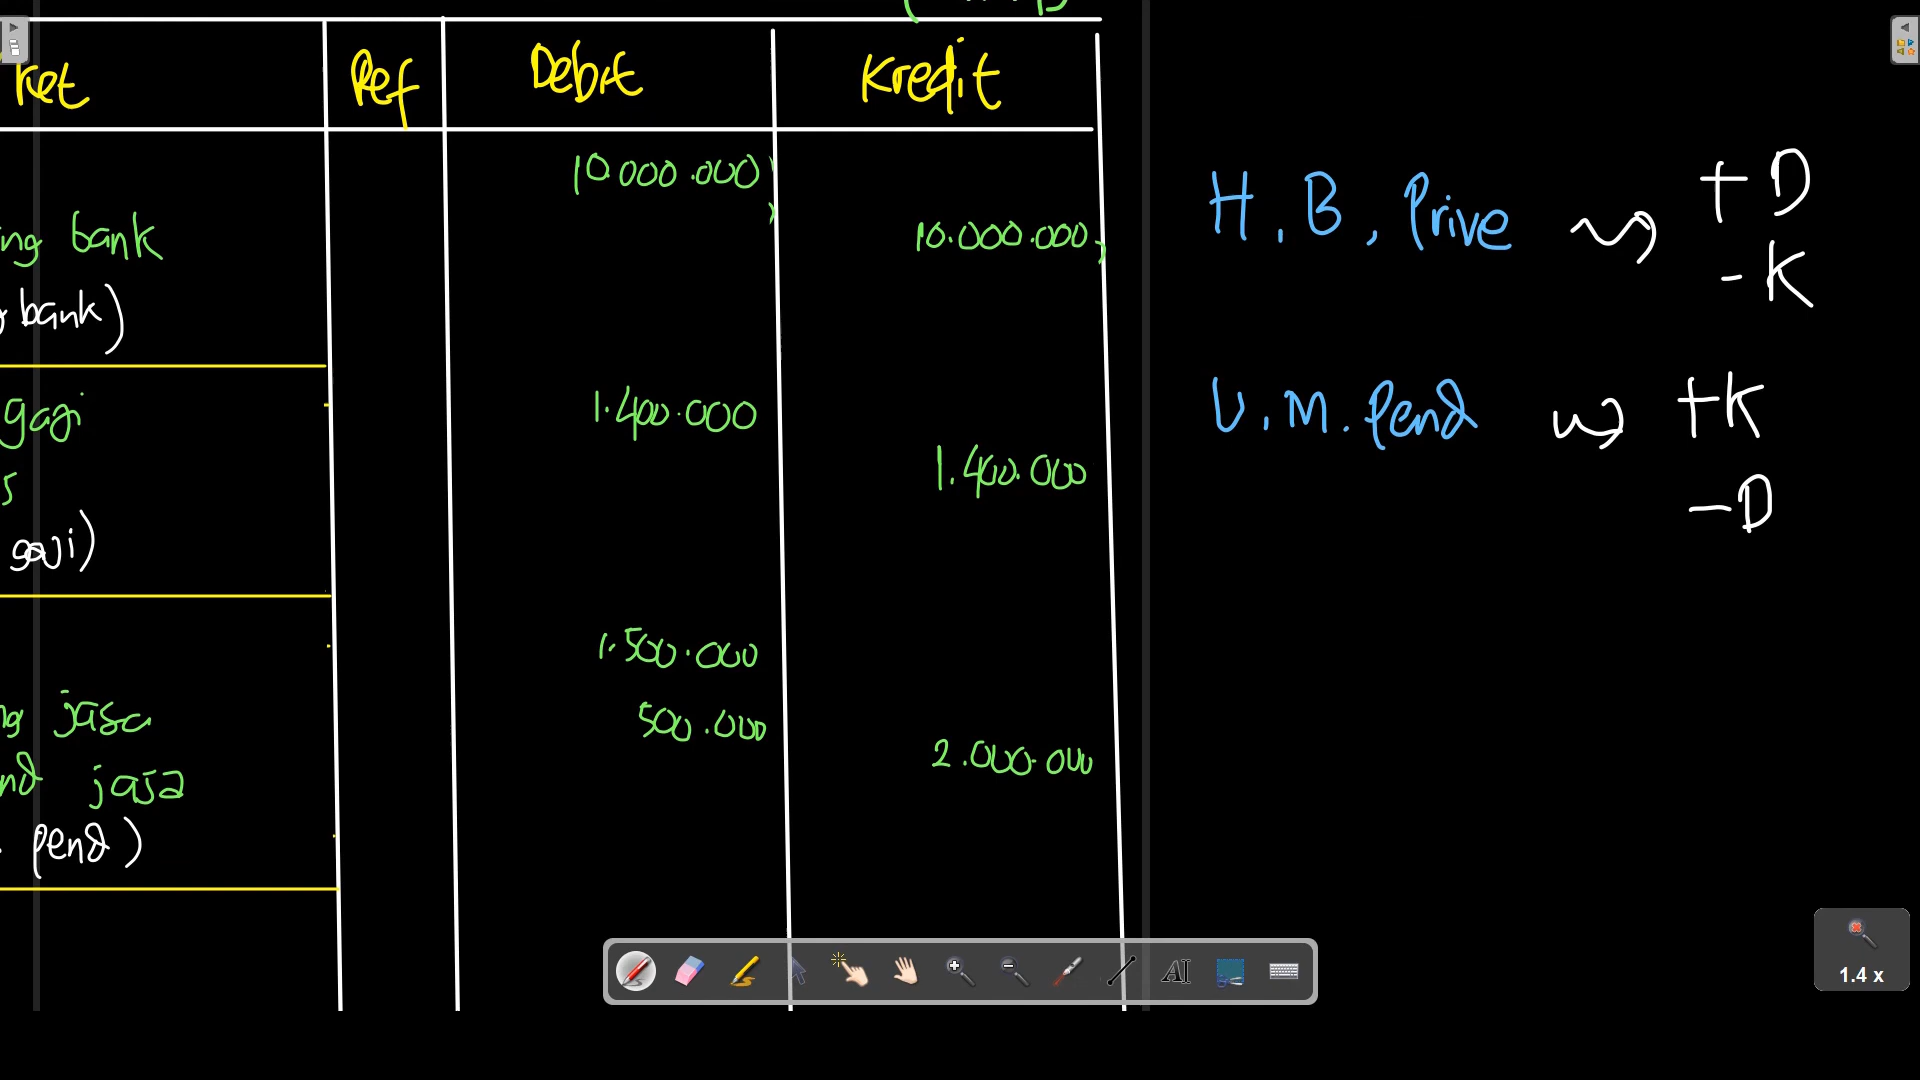 Ket Ref Debit Kredit
10.000.000
ng bank 10.000.000,
bank)
gaji 1.400.000
s 1.400.000
gaji)
1.500.000
ng jasa 500.000
nd jasa 2.000.000
. Pend)
H, B, Prive ~> + D
- K
U. M. Pend ~> + K
- D
AI
1.4 x